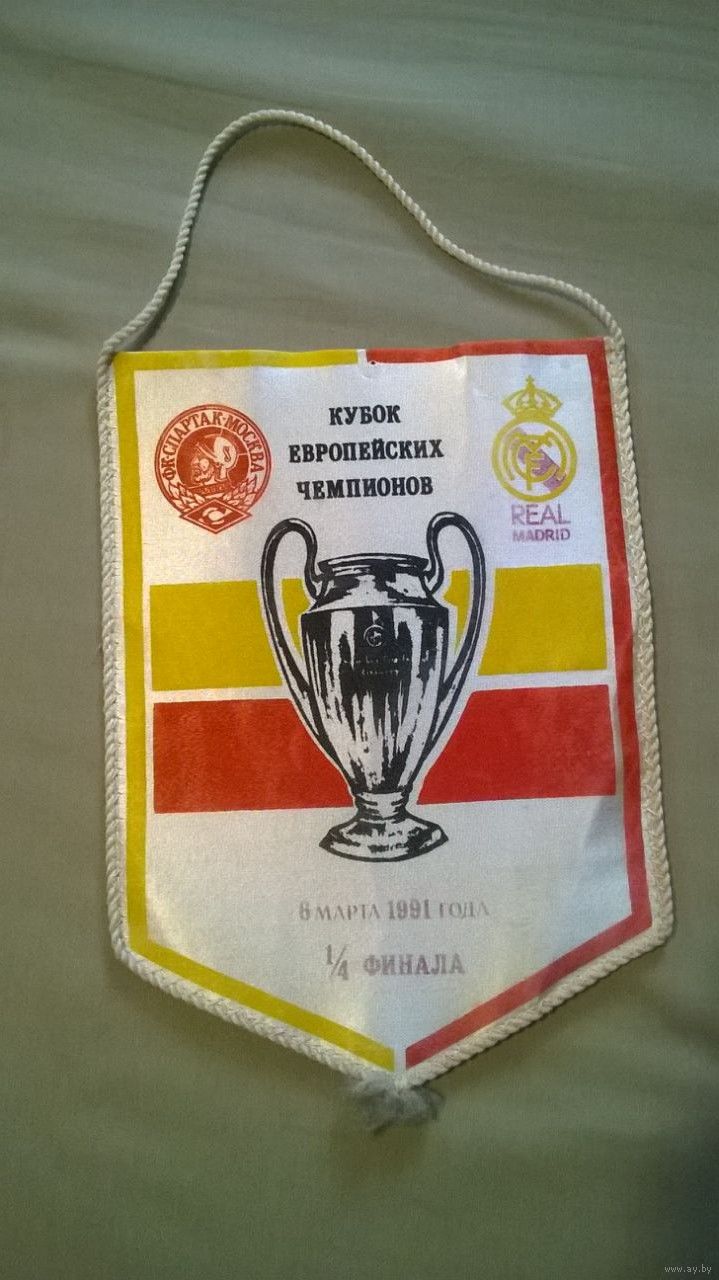 КУБОК
ЕВРОПЕЙСКИХ
ЧЕМПИОНОВ
ФК·СПАРТАК·МОСКВА
REAL
MADRID
6 МАРТА 1991 ГОДА
1/4 ФИНАЛА
www.ay.by